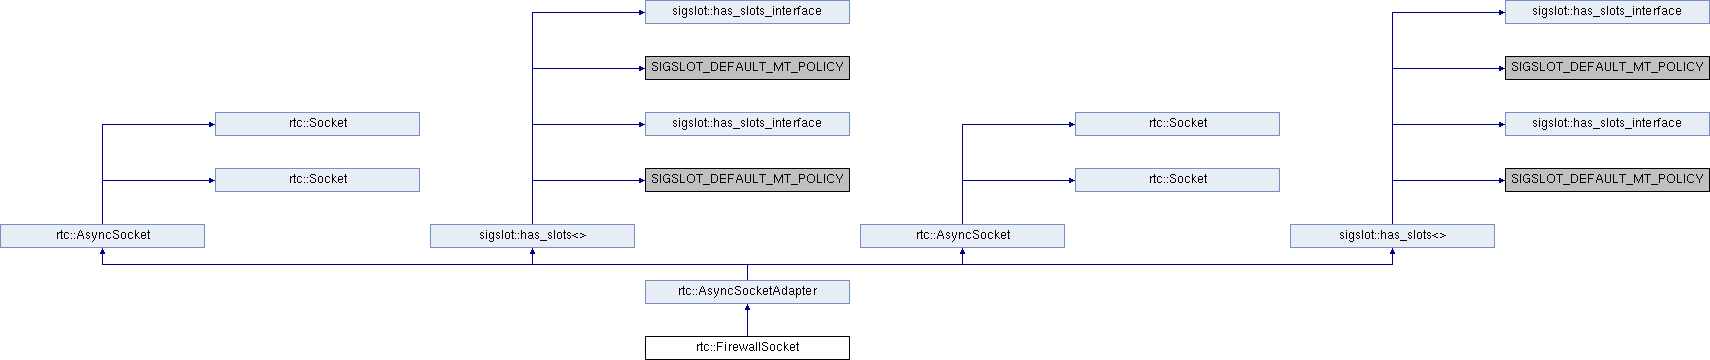 sigslot::has_slots_interface
sigslot::has_slots_interface
SIGSLOT_DEFAULT_MT_POLICY
SIGSLOT_DEFAULT_MT_POLICY
rtc::Socket
sigslot::has_slots_interface
rtc::Socket
sigslot::has_slots_interface
rtc::Socket
SIGSLOT_DEFAULT_MT_POLICY
rtc::Socket
SIGSLOT_DEFAULT_MT_POLICY
rtc::AsyncSocket
sigslot::has_slots<>
rtc::AsyncSocket
sigslot::has_slots<>
rtc::AsyncSocketAdapter
rtc::FirewallSocket